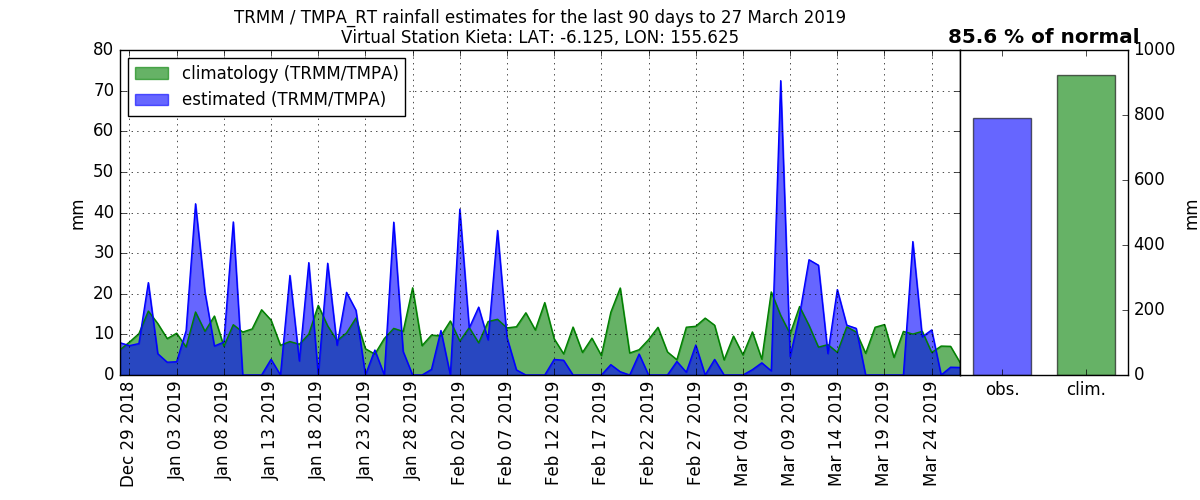 TRMM / TMPA_RT rainfall estimates for the last 90 days to 27 March 2019
Virtual Station Kieta: LAT: -6.125, LON: 155.625
85.6 % of normal
climatology (TRMM/TMPA)
estimated (TRMM/TMPA)
mm
80
70
60
50
40
30
20
10
0
Dec 29 2018
Jan 03 2019
Jan 08 2019
Jan 13 2019
Jan 18 2019
Jan 23 2019
Jan 28 2019
Feb 02 2019
Feb 07 2019
Feb 12 2019
Feb 17 2019
Feb 22 2019
Feb 27 2019
Mar 04 2019
Mar 09 2019
Mar 14 2019
Mar 19 2019
Mar 24 2019
obs.
clim.
1000
800
600
400
200
0
mm